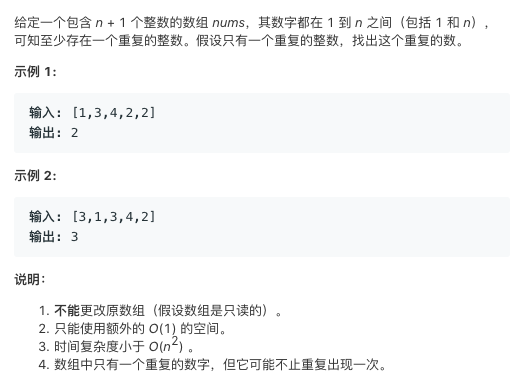 给定一个包含 n + 1 个整数的数组 nums，其数字都在 1 到 n 之间（包括 1 和 n），
可知至少存在一个重复的整数。假设只有一个重复的整数，找出这个重复的数。
示例 1:
输入: [1,3,4,2,2]
输出: 2
示例 2:
输入: [3,1,3,4,2]
输出: 3
说明：
1. 不能更改原数组（假设数组是只读的）。
2. 只能使用额外的 O(1) 的空间。
3. 时间复杂度小于 O(n²) 。
4. 数组中只有一个重复的数字，但它可能不止重复出现一次。